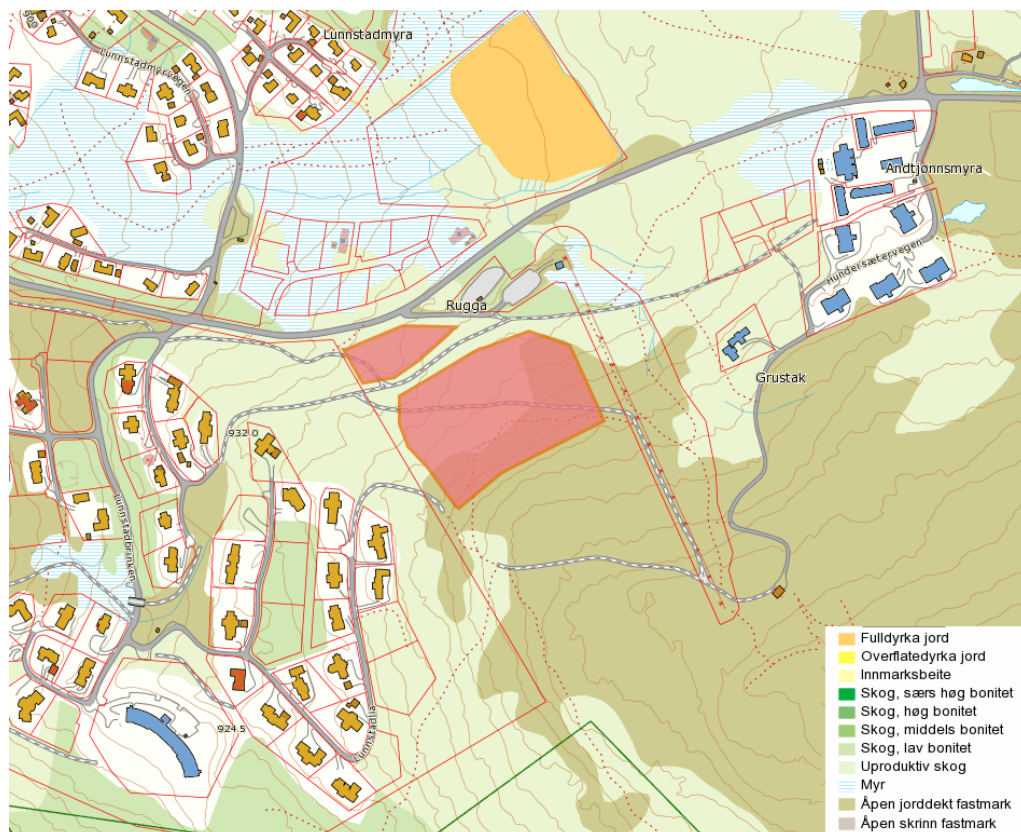 900
Lunnstadmyra
Lunnstadmyrvegen
Andtjønnsmyra
Hundersætervegen
Rugga
Grustak
932.0
Lunnstadbrinken
Lunnstadlia
924.5
Fulldyrka jord
Overflatedyrka jord
Innmarksbeite
Skog, særs høg bonitet
Skog, høg bonitet
Skog, middels bonitet
Skog, lav bonitet
Uproduktiv skog
Myr
Åpen jorddekt fastmark
Åpen skrinn fastmark